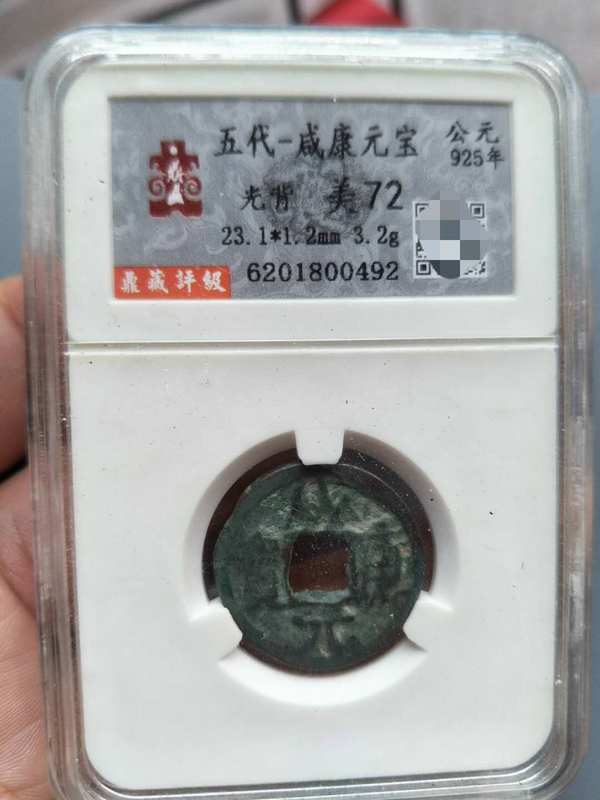 五代-咸康元宝
公元
925年
光背 美72
23.1*1.2mm 3.2g
鼎藏評級
6201800492
元